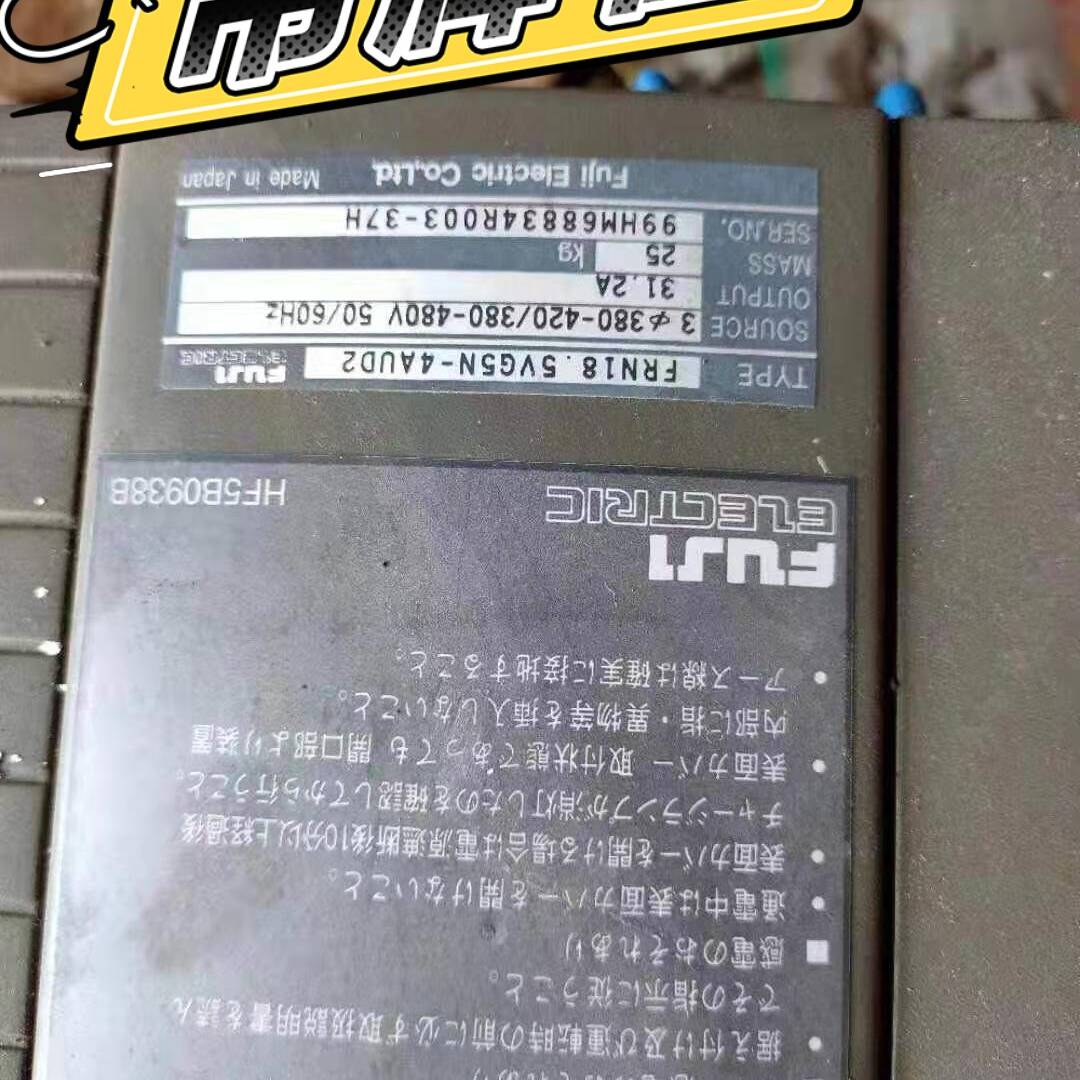 • 据え付け及び運転時の前に必ず取扱説明書を読ん
でその指示に従うこと。
■ 感電のおそれあり
• 通電中は表面カバーを開けないこと。
• 表面カバーを開ける場合は電源遮断後10分以上経過後
チャージランプが消灯したのを確認してから行うこと。
• 表面カバー 取付状態であっても 開口部より装置
内部に指・異物等を挿入しないこと。
• アース線は確実に接地すること。
FUJI
ELECTRIC HF5B0938B
TYPE FRN18.5VG5N-4AUD2 FUJI ELECTRIC
SOURCE 3φ380-420/380-480V 50/60Hz
OUTPUT 31.2A
MASS 25 kg
SER.NO. 99HM68834R003-37H
Fuji Electric Co.,Ltd. Made in Japan